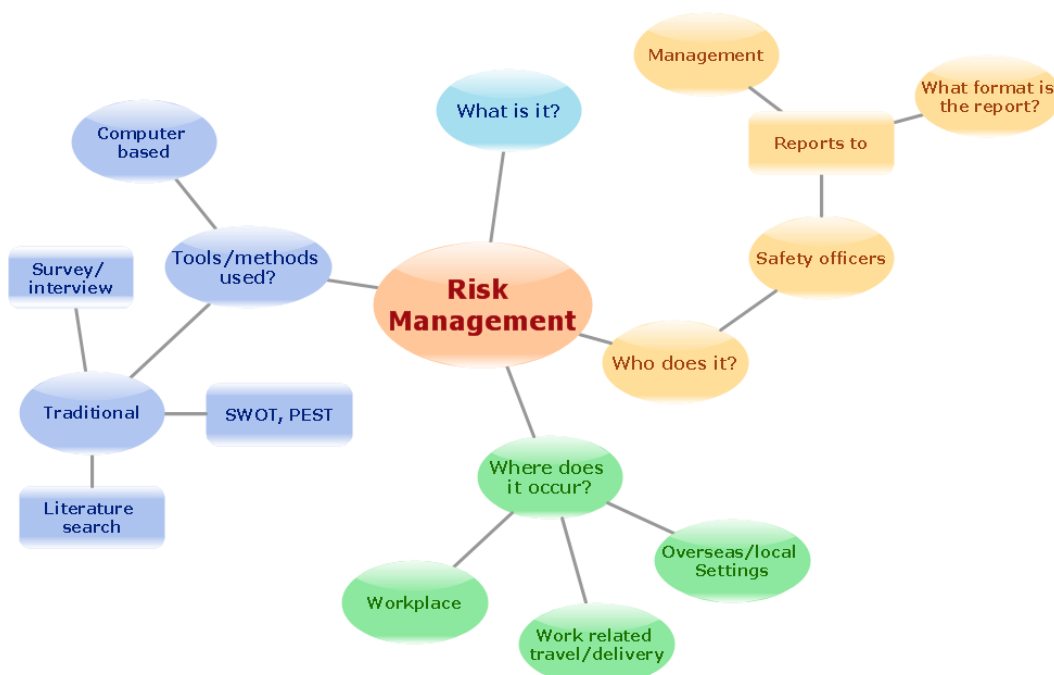 Management
What format is
the report?
What is it?
Computer
based
Reports to
Tools/methods
used?
Safety officers
Survey/
interview
Risk
Management
Who does it?
Traditional
SWOT, PEST
Where does
it occur?
Literature
search
Overseas/local
Settings
Workplace
Work related
travel/delivery